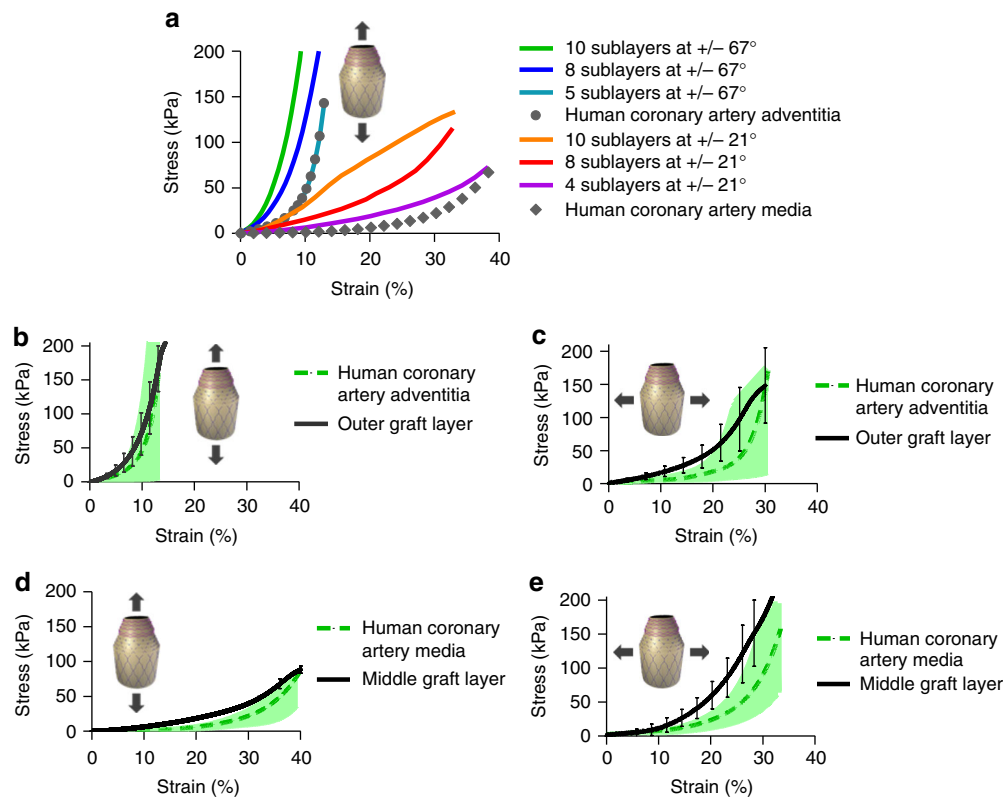 a
200
150
100
50
0
Stress (kPa)
0 10 20 30 40
Strain (%)
10 sublayers at +/– 67°
8 sublayers at +/– 67°
5 sublayers at +/– 67°
Human coronary artery adventitia
10 sublayers at +/– 21°
8 sublayers at +/– 21°
4 sublayers at +/– 21°
Human coronary artery media
b
200
150
100
50
0
Stress (kPa)
0 10 20 30 40
Strain (%)
Human coronary
artery adventitia
Outer graft layer
c
200
150
100
50
0
Stress (kPa)
0 10 20 30 40
Strain (%)
Human coronary
artery adventitia
Outer graft layer
d
200
150
100
50
0
Stress (kPa)
0 10 20 30 40
Strain (%)
Human coronary
artery media
Middle graft layer
e
200
150
100
50
0
Stress (kPa)
0 10 20 30 40
Strain (%)
Human coronary
artery media
Middle graft layer